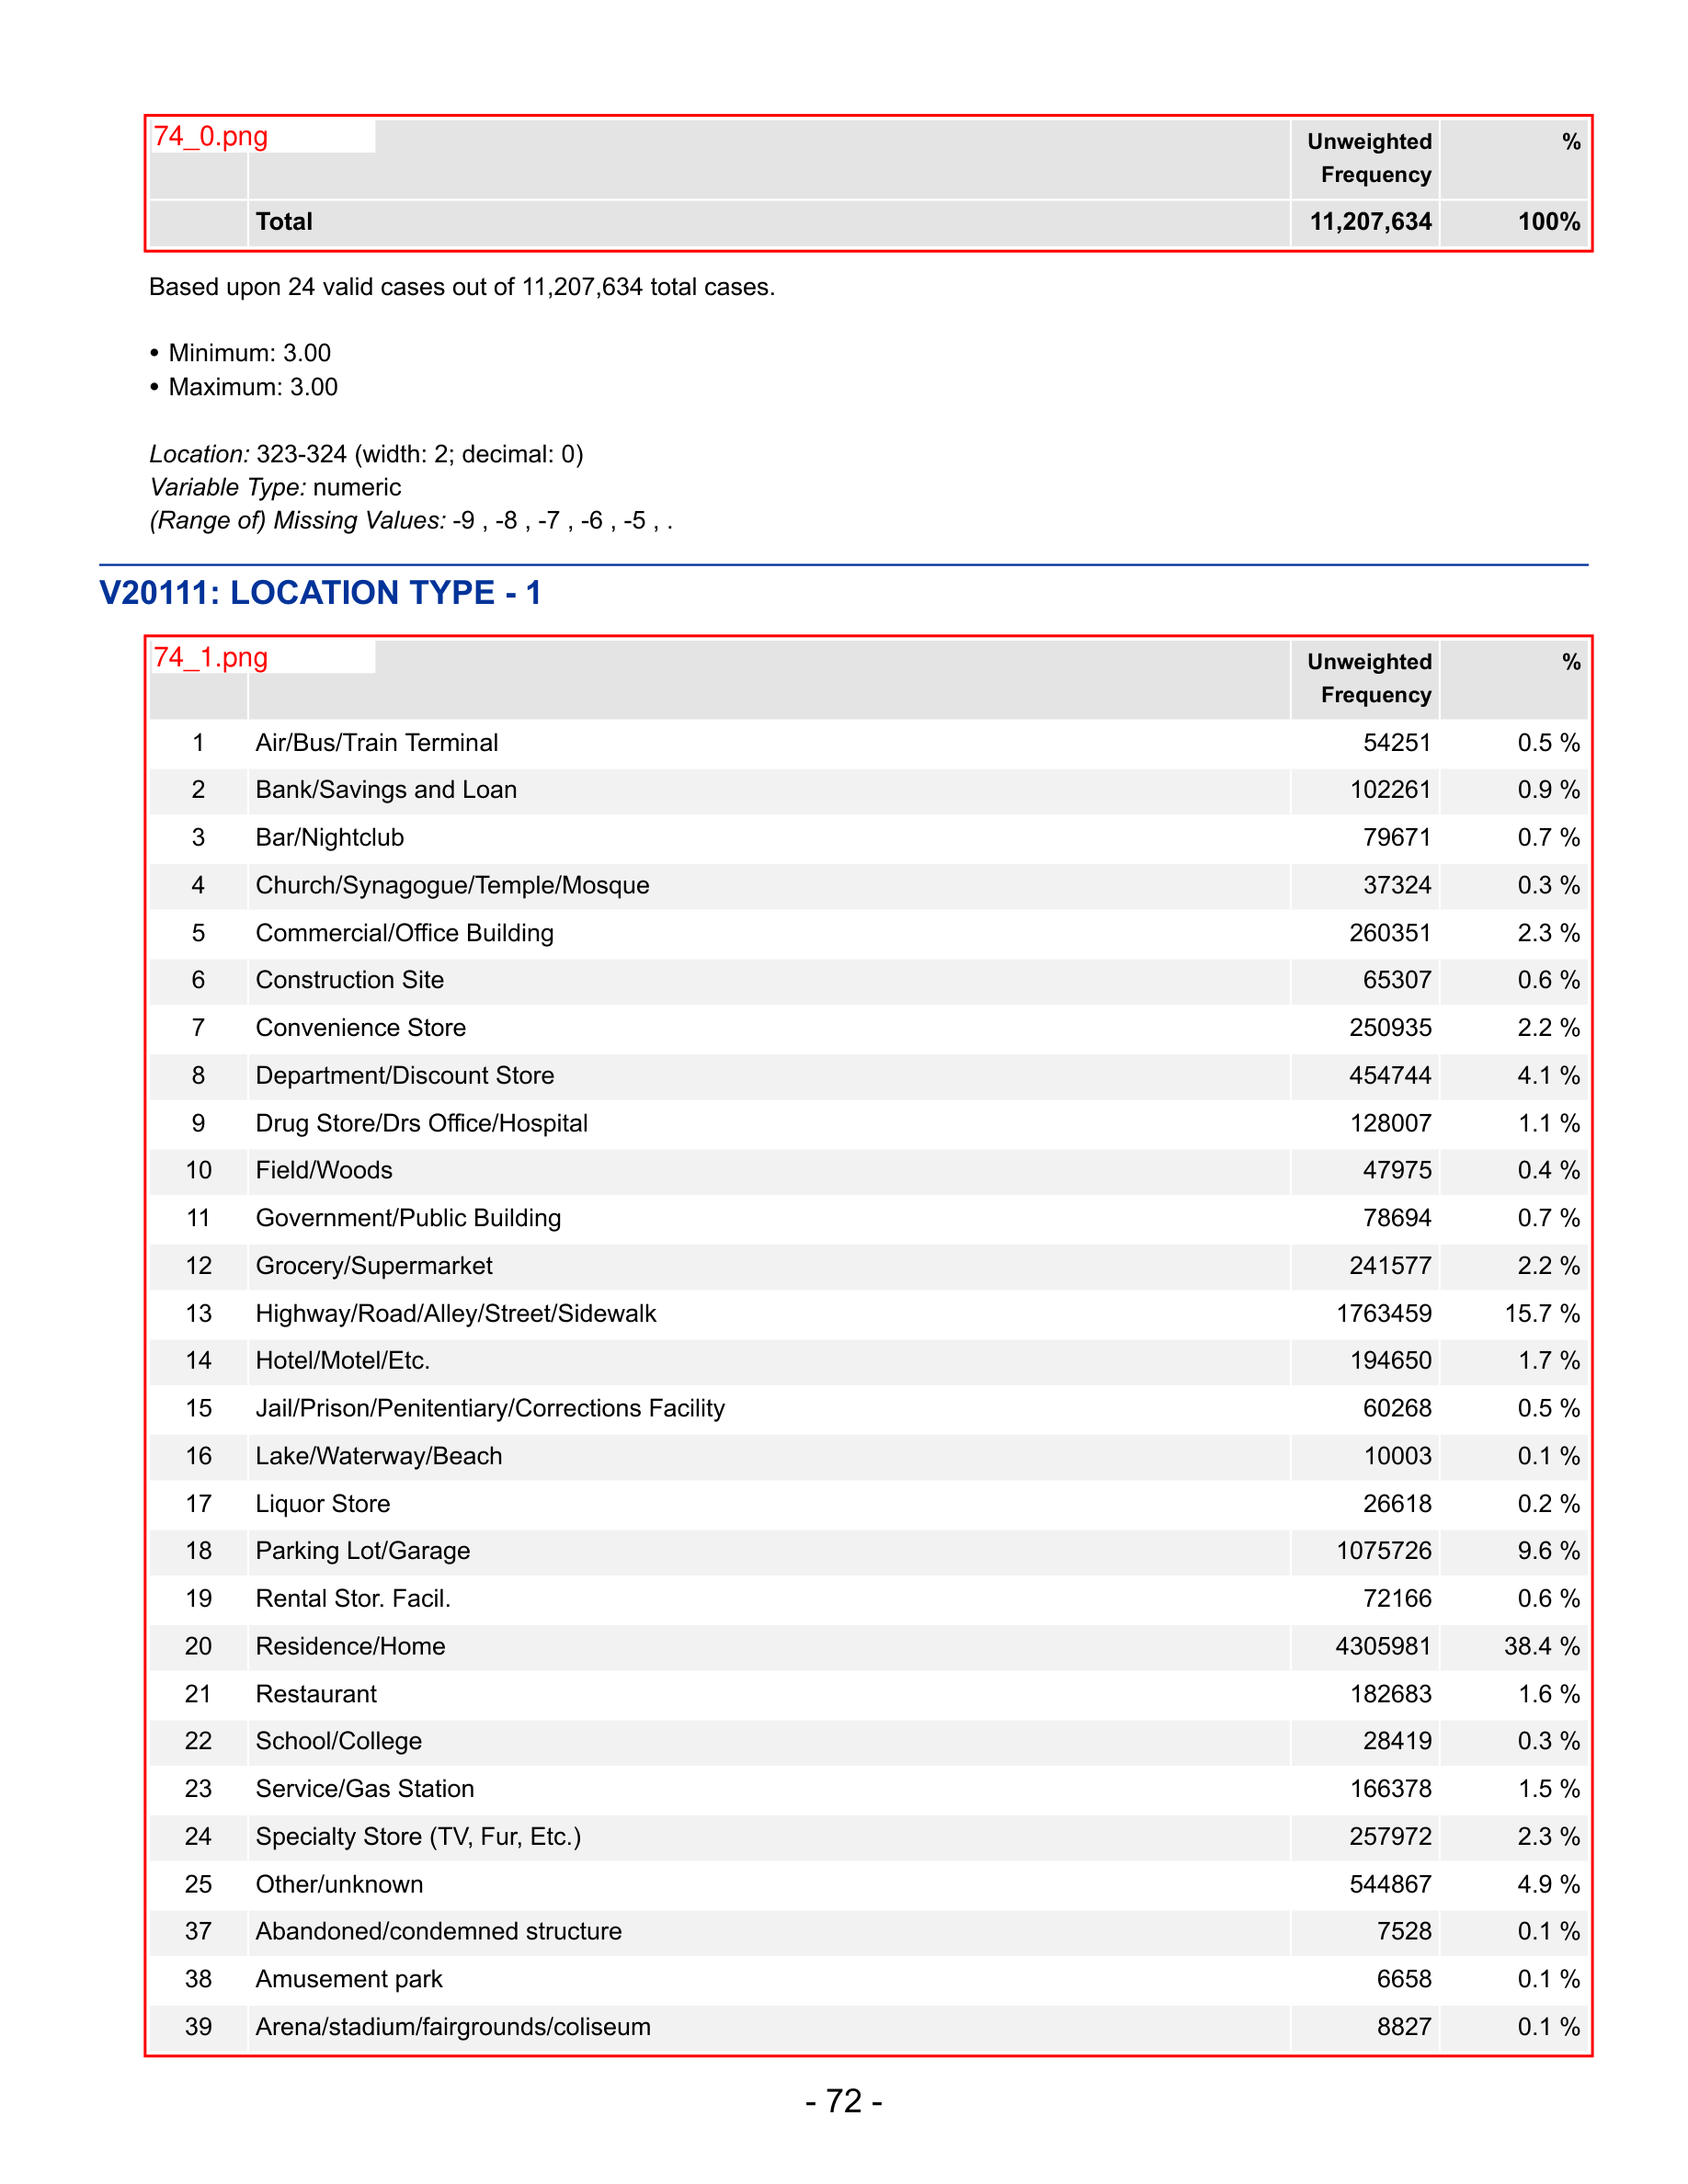 74_0.png
Unweighted Frequency %
Total 11,207,634 100%
Based upon 24 valid cases out of 11,207,634 total cases.
• Minimum: 3.00
• Maximum: 3.00
Location: 323-324 (width: 2; decimal: 0)
Variable Type: numeric
(Range of) Missing Values: -9 , -8 , -7 , -6 , -5 , .
V20111: LOCATION TYPE - 1
74_1.png
Unweighted Frequency %
1 Air/Bus/Train Terminal 54251 0.5 %
2 Bank/Savings and Loan 102261 0.9 %
3 Bar/Nightclub 79671 0.7 %
4 Church/Synagogue/Temple/Mosque 37324 0.3 %
5 Commercial/Office Building 260351 2.3 %
6 Construction Site 65307 0.6 %
7 Convenience Store 250935 2.2 %
8 Department/Discount Store 454744 4.1 %
9 Drug Store/Drs Office/Hospital 128007 1.1 %
10 Field/Woods 47975 0.4 %
11 Government/Public Building 78694 0.7 %
12 Grocery/Supermarket 241577 2.2 %
13 Highway/Road/Alley/Street/Sidewalk 1763459 15.7 %
14 Hotel/Motel/Etc. 194650 1.7 %
15 Jail/Prison/Penitentiary/Corrections Facility 60268 0.5 %
16 Lake/Waterway/Beach 10003 0.1 %
17 Liquor Store 26618 0.2 %
18 Parking Lot/Garage 1075726 9.6 %
19 Rental Stor. Facil. 72166 0.6 %
20 Residence/Home 4305981 38.4 %
21 Restaurant 182683 1.6 %
22 School/College 28419 0.3 %
23 Service/Gas Station 166378 1.5 %
24 Specialty Store (TV, Fur, Etc.) 257972 2.3 %
25 Other/unknown 544867 4.9 %
37 Abandoned/condemned structure 7528 0.1 %
38 Amusement park 6658 0.1 %
39 Arena/stadium/fairgrounds/coliseum 8827 0.1 %
- 72 -